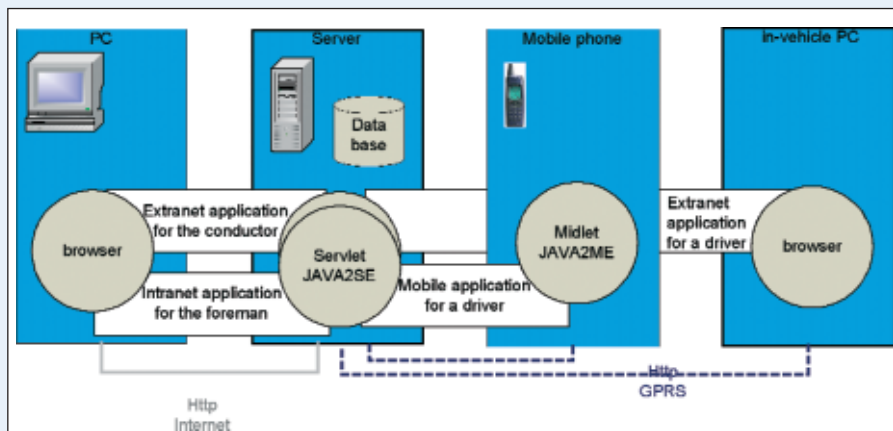 PC
Server
Mobile phone
in-vehicle PC
Data
base
Extranet application
for the conductor
browser
Servlet
JAVA2SE
Intranet application
for the foreman
Midlet
JAVA2ME
Mobile application
for a driver
Extranet
application
for a driver
browser
Http
Internet
Http
GPRS